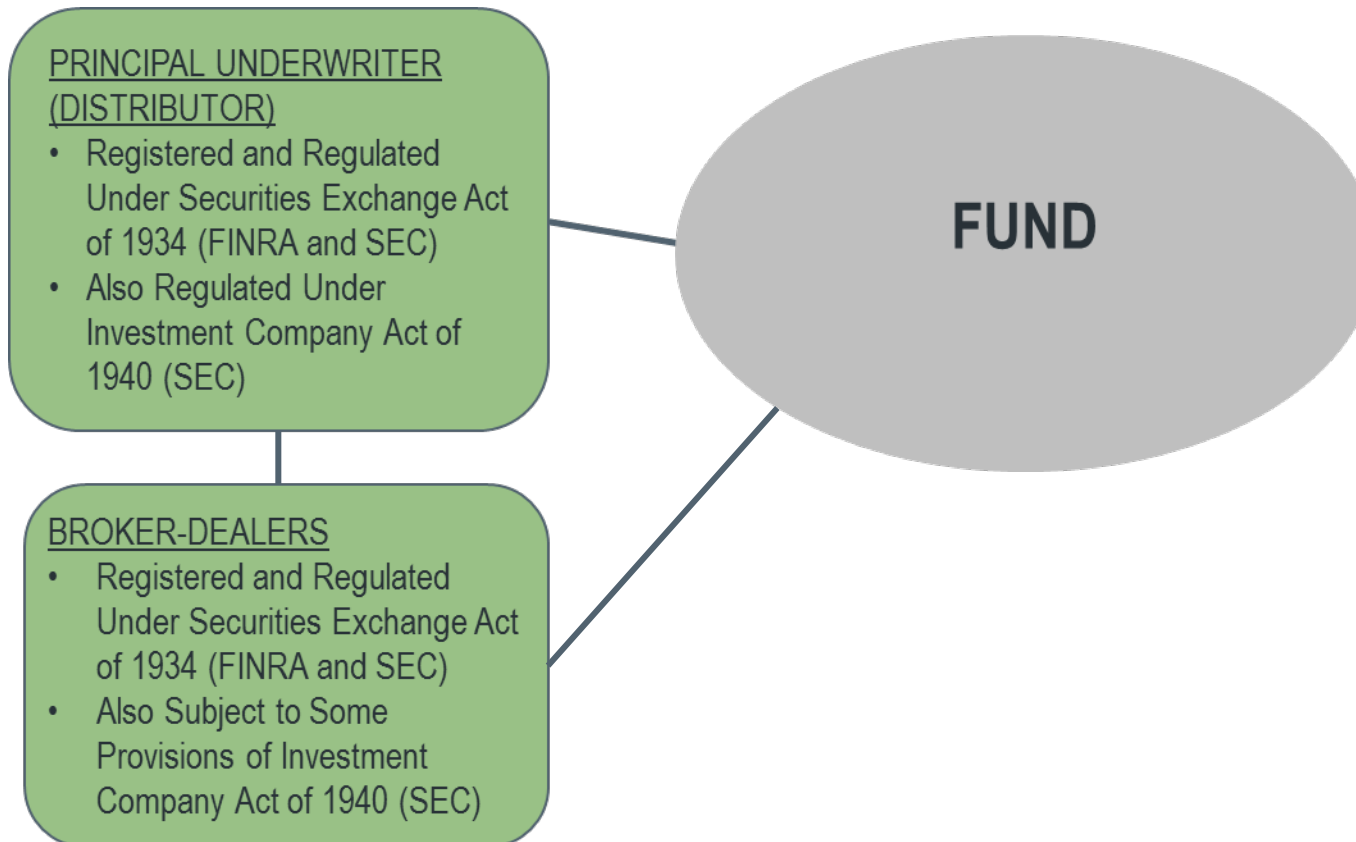 PRINCIPAL UNDERWRITER
(DISTRIBUTOR)
• Registered and Regulated
Under Securities Exchange Act
of 1934 (FINRA and SEC)
• Also Regulated Under
Investment Company Act of
1940 (SEC)
FUND
BROKER-DEALERS
• Registered and Regulated
Under Securities Exchange Act
of 1934 (FINRA and SEC)
• Also Subject to Some
Provisions of Investment
Company Act of 1940 (SEC)